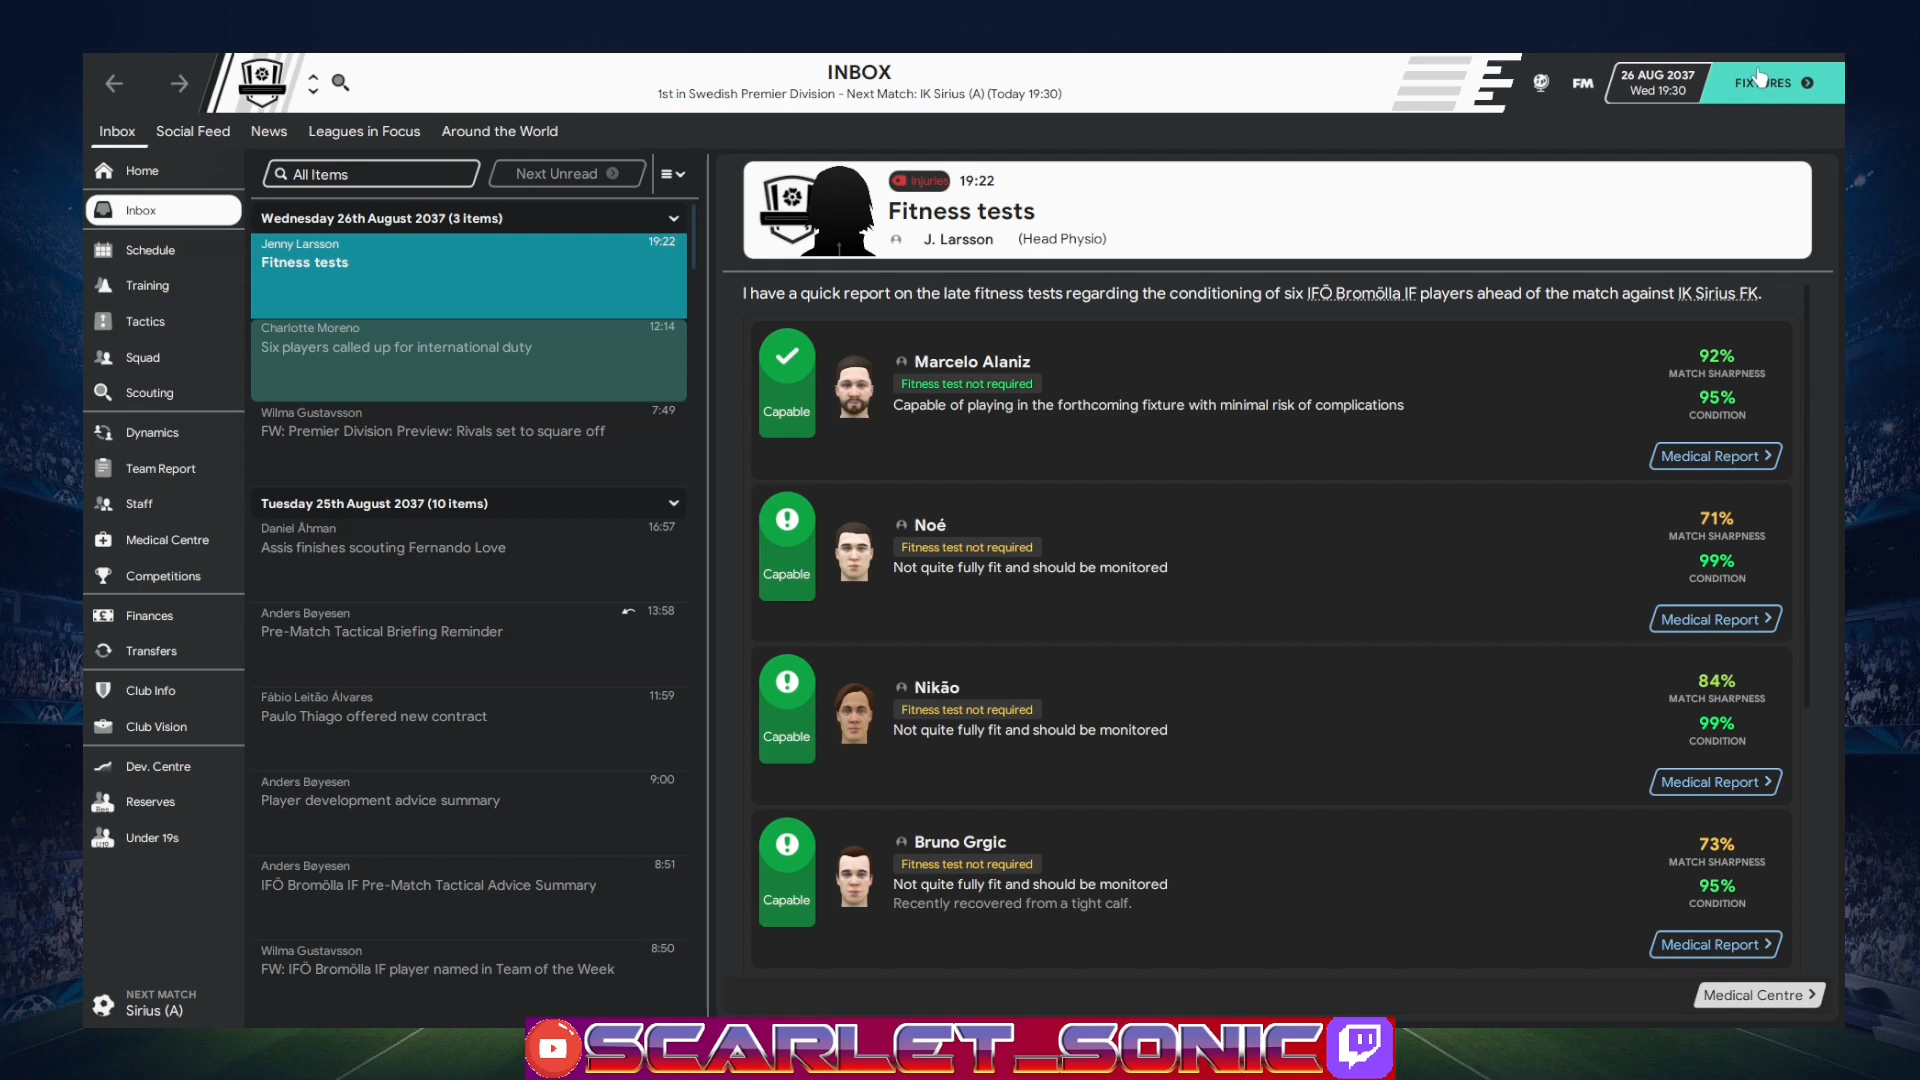 INBOX
1st in Swedish Premier Division - Next Match: IK Sirius (A) (Today 19:30)
FM
26 AUG 2037
Wed 19:30
Inbox
Social Feed
News
Leagues in Focus
Around the World
Home
Inbox
Schedule
Training
Tactics
Squad
Scouting
Dynamics
Team Report
Staff
Medical Centre
Competitions
Finances
Transfers
Club Info
Club Vision
Dev. Centre
Reserves
Under 19s
NEXT MATCH
Sirius (A)
All Items
Next Unread
Wednesday 26th August 2037 (3 items)
Jenny Larsson 19:22
Fitness tests
Charlotte Moreno 12:14
Six players called up for international duty
Wilma Gustavsson 7:49
FW: Premier Division Preview: Rivals set to square off
Tuesday 25th August 2037 (10 items)
Daniel Åhman 16:57
Assis finishes scouting Fernando Love
Anders Bøyesen 13:58
Pre-Match Tactical Briefing Reminder
Fábio Leitão Álvares 11:59
Paulo Thiago offered new contract
Anders Bøyesen 9:00
Player development advice summary
Anders Bøyesen 8:51
IFÖ Bromölla IF Pre-Match Tactical Advice Summary
Wilma Gustavsson 8:50
FW: IFÖ Bromölla IF player named in Team of the Week
Injuries 19:22
Fitness tests
J. Larsson (Head Physio)
I have a quick report on the late fitness tests regarding the conditioning of six IFÖ Bromölla IF players ahead of the match against IK Sirius FK.
Capable
Marcelo Alaniz
Fitness test not required
Capable of playing in the forthcoming fixture with minimal risk of complications
92%
MATCH SHARPNESS
95%
CONDITION
Medical Report
Capable
Noé
Fitness test not required
Not quite fully fit and should be monitored
71%
MATCH SHARPNESS
99%
CONDITION
Medical Report
Capable
Nikão
Fitness test not required
Not quite fully fit and should be monitored
84%
MATCH SHARPNESS
99%
CONDITION
Medical Report
Capable
Bruno Grgic
Fitness test not required
Not quite fully fit and should be monitored
Recently recovered from a tight calf.
73%
MATCH SHARPNESS
95%
CONDITION
Medical Report
Medical Centre
SCARLET_SONIC